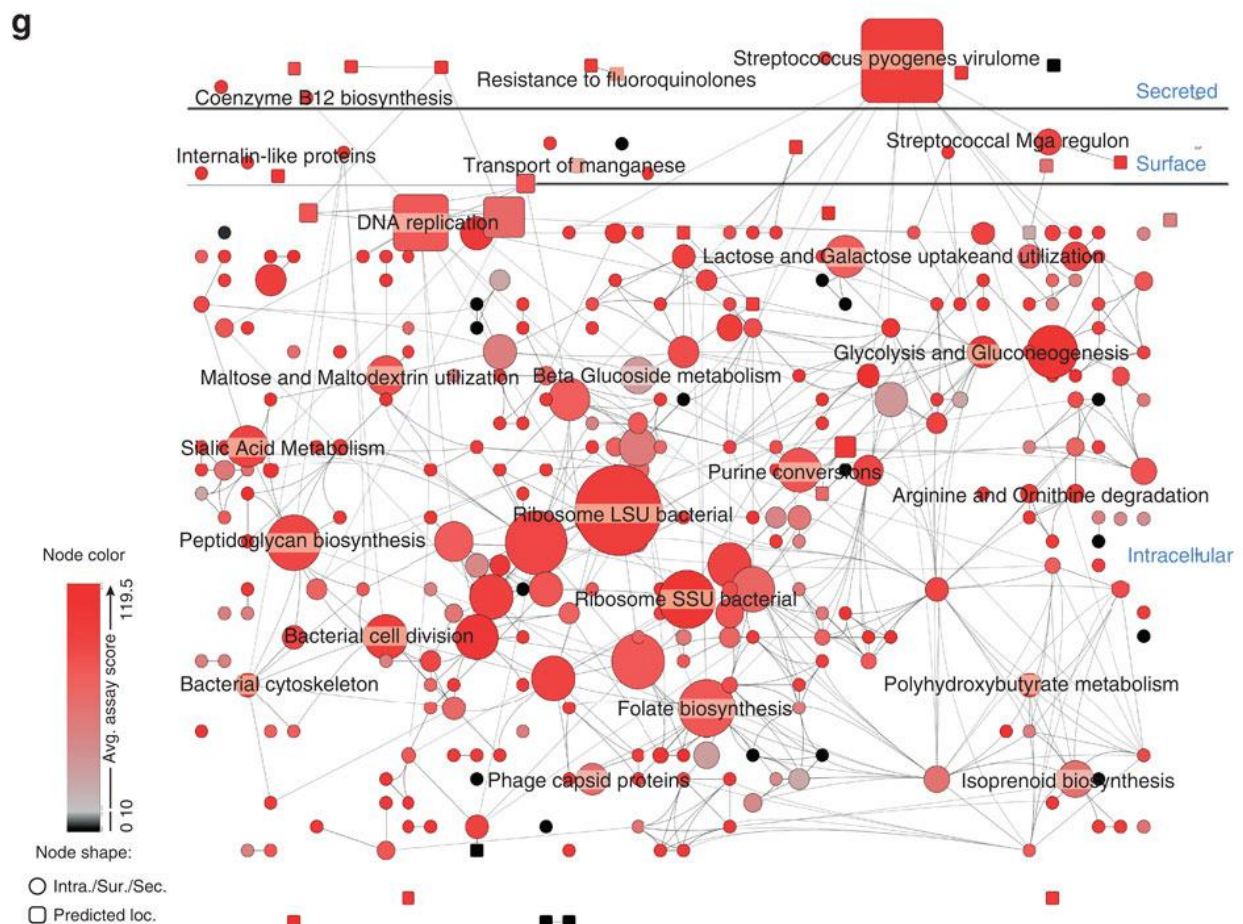 g
Streptococcus pyogenes virulome
Resistance to fluoroquinolones
Coenzyme B12 biosynthesis
Secreted
Streptococcal Mga regulon
Internalin-like proteins
Transport of manganese
Surface
DNA replication
Lactose and Galactose uptakeand utilization
Glycolysis and Gluconeogenesis
Maltose and Maltodextrin utilization
Beta Glucoside metabolism
Sialic Acid Metabolism
Purine conversions
Arginine and Ornithine degradation
Ribosome LSU bacterial
Peptidoglycan biosynthesis
Intracellular
Node color
119.5
Avg. assay score
0 10
Ribosome SSU bacterial
Bacterial cell division
Bacterial cytoskeleton
Polyhydroxybutyrate metabolism
Folate biosynthesis
Phage capsid proteins
Isoprenoid biosynthesis
Node shape:
Intra./Sur./Sec.
Predicted loc.